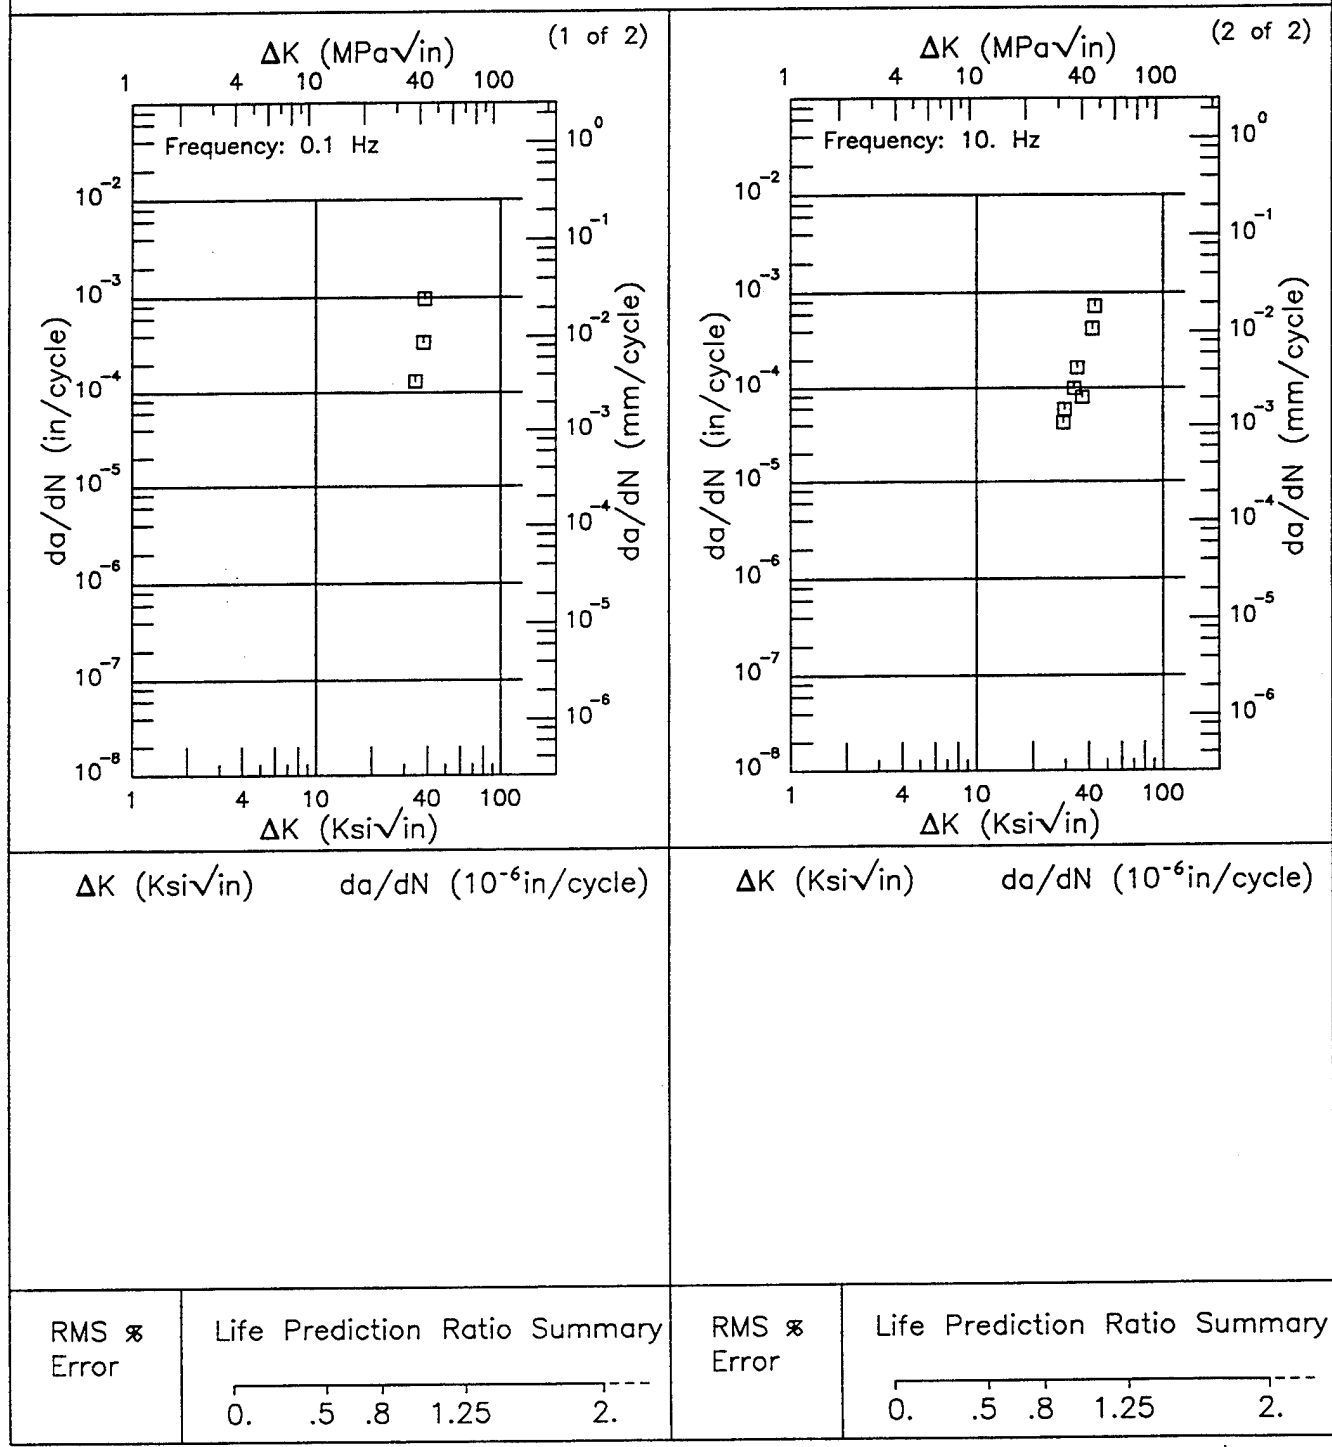 (1 of 2)
ΔK (MPa√in)
1 4 10 40 100
Frequency: 0.1 Hz
10⁻²
10⁻³
10⁻⁴
10⁻⁵
10⁻⁶
10⁻⁷
10⁻⁸
da/dN (in/cycle)
10⁰
10⁻¹
10⁻²
10⁻³
10⁻⁴
10⁻⁵
10⁻⁶
da/dN (mm/cycle)
1 4 10 40 100
ΔK (Ksi√in)
ΔK (Ksi√in) da/dN (10⁻⁶in/cycle)
RMS %
Error
Life Prediction Ratio Summary
0. .5 .8 1.25 2.
(2 of 2)
ΔK (MPa√in)
1 4 10 40 100
Frequency: 10. Hz
10⁻²
10⁻³
10⁻⁴
10⁻⁵
10⁻⁶
10⁻⁷
10⁻⁸
da/dN (in/cycle)
10⁰
10⁻¹
10⁻²
10⁻³
10⁻⁴
10⁻⁵
10⁻⁶
da/dN (mm/cycle)
1 4 10 40 100
ΔK (Ksi√in)
ΔK (Ksi√in) da/dN (10⁻⁶in/cycle)
RMS %
Error
Life Prediction Ratio Summary
0. .5 .8 1.25 2.